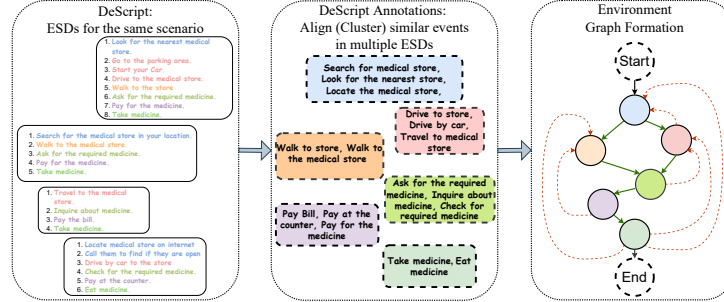 DeScript:
ESDs for the same scenario
1. Look for the nearest medical
store.
2. Go to the parking area.
3. Start your Car.
4. Drive to the medical store.
5. Walk to the store
6. Ask for the required medicine.
7. Pay for the medicine.
8. Take medicine.
1. Search for the medical store in your location.
2. Walk to the medical store.
3. Ask for the required medicine.
4. Pay for the medicine.
5. Take medicine.
1. Travel to the medical
store.
2. Inquire about medicine.
3. Pay the bill.
4. Take medicine.
1. Locate medical store on internet
2. Call them to find if they are open
3. Drive by car to the store
4. Check for the required medicine.
5. Pay at the counter.
6. Eat medicine.
DeScript Annotations:
Align (Cluster) similar events
in multiple ESDs
Search for medical store,
Look for the nearest store,
Locate the medical store,
Drive to store,
Drive by car,
Travel to medical
store
Walk to store, Walk to
the medical store
Ask for the required
medicine, Inquire about
medicine, Check for
required medicine
Pay Bill, Pay at the
counter, Pay for the
medicine
Take medicine, Eat
medicine
Environment
Graph Formation
Start
End